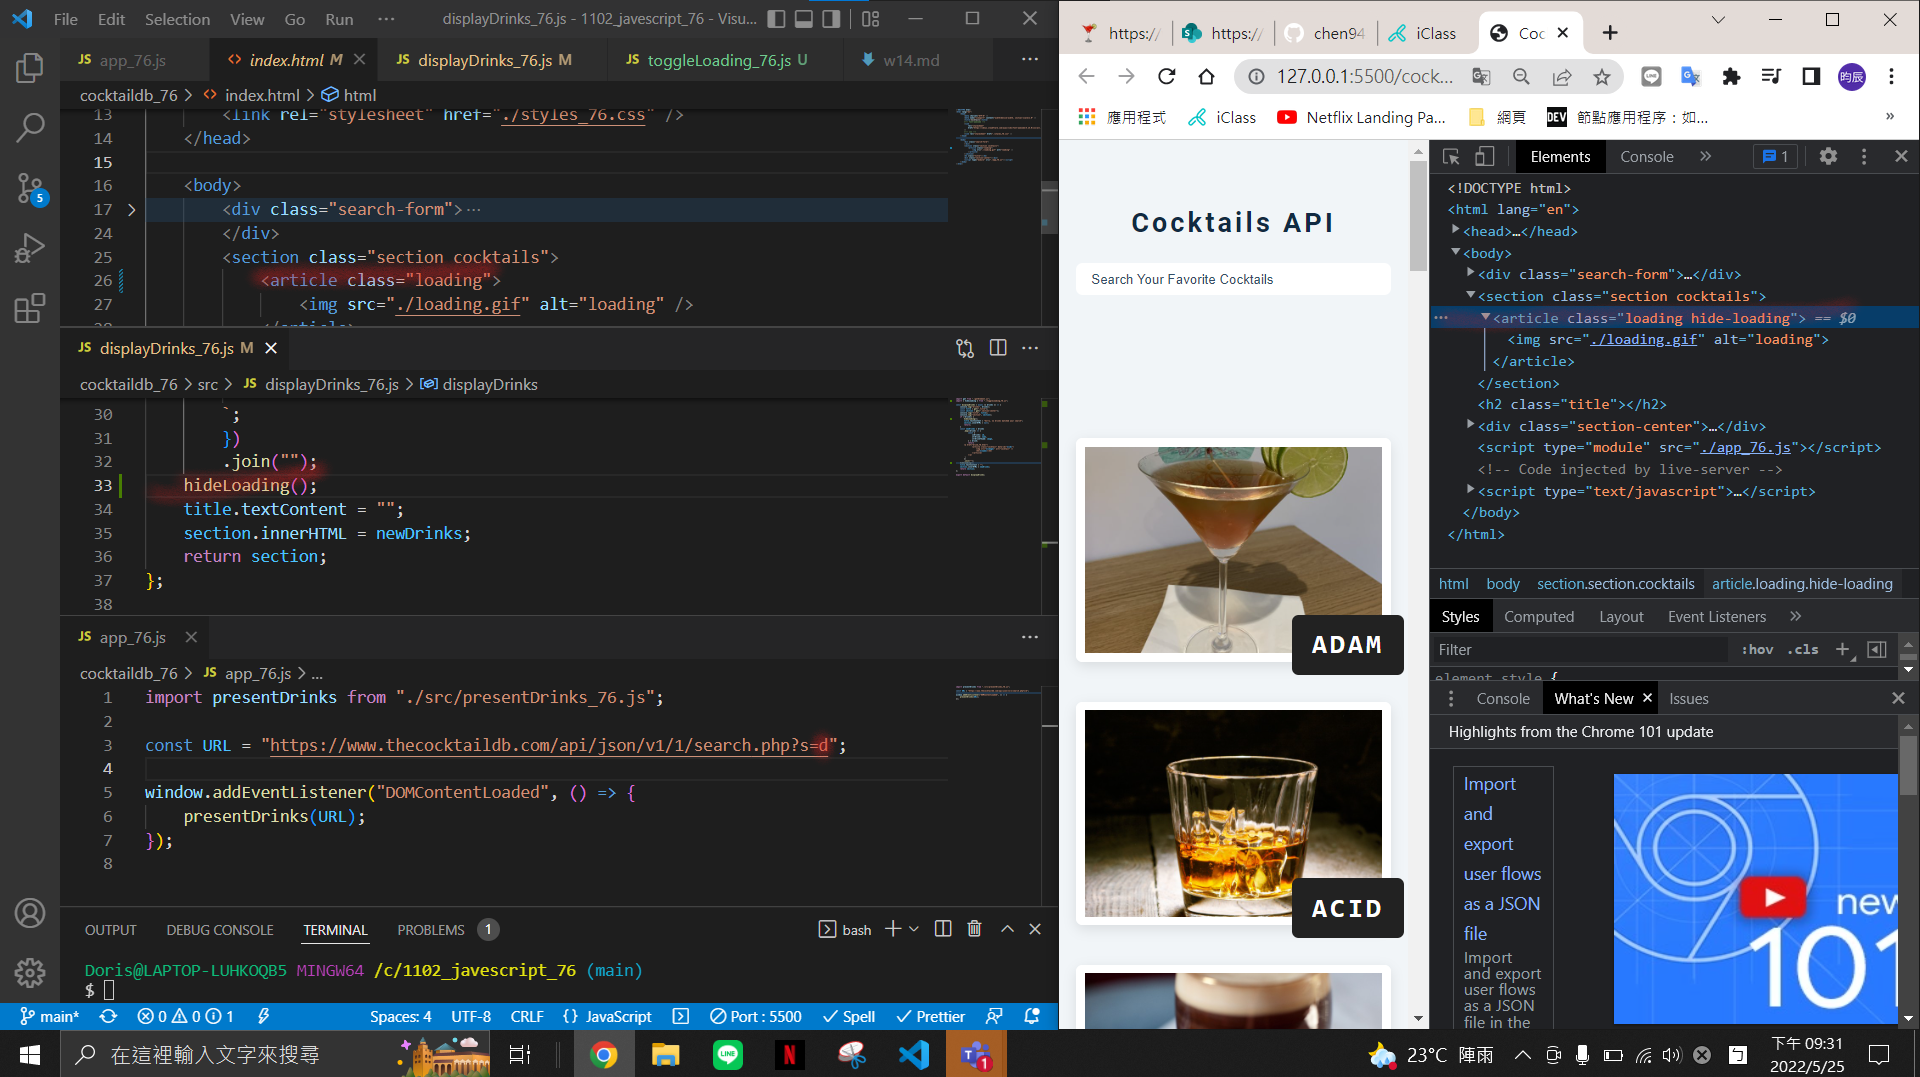 File Edit Selection View Go Run ··· displayDrinks_76.js - 1102_javescript_76 - Visu...
JS app_76.js
<> index.html M
JS displayDrinks_76.js M
JS toggleLoading_76.js U
w14.md
cocktaildb_76 > <> index.html > html
13 <link rel="stylesheet" href="./styles_76.css" />
14 </head>
15
16 <body>
17 <div class="search-form">···
24 </div>
25 <section class="section cocktails">
26 <article class="loading">
27 <img src="./loading.gif" alt="loading" />
28 </article>
JS displayDrinks_76.js M
cocktaildb_76 > src > JS displayDrinks_76.js > displayDrinks
30 `;
31 })
32 .join("");
33 hideLoading();
34 title.textContent = "";
35 section.innerHTML = newDrinks;
36 return section;
37 };
38
JS app_76.js
cocktaildb_76 > JS app_76.js > ...
1 import presentDrinks from "./src/presentDrinks_76.js";
2
3 const URL = "https://www.thecocktaildb.com/api/json/v1/1/search.php?s=d";
4
5 window.addEventListener("DOMContentLoaded", () => {
6 presentDrinks(URL);
7 });
8
OUTPUT DEBUG CONSOLE TERMINAL PROBLEMS 1 bash
Doris@LAPTOP-LUHKOQB5 MINGW64 /c/1102_javescript_76 (main)
$
5
main* 0 0 1 Spaces: 4 UTF-8 CRLF {} JavaScript Port : 5500 Spell Prettier
https:/
https:/
chen94
iClass
Coc
127.0.0.1:5500/cock...
昀辰
應用程式 iClass Netflix Landing Pa... 網頁 DEV 節點應用程序：如... »
Cocktails API
Search Your Favorite Cocktails
ADAM
ACID
Elements Console » 1
<!DOCTYPE html>
<html lang="en">
<head>…</head>
<body>
<div class="search-form">…</div>
<section class="section cocktails">
··· <article class="loading hide-loading"> == $0
<img src="./loading.gif" alt="loading">
</article>
</section>
<h2 class="title"></h2>
<div class="section-center">…</div>
<script type="module" src="./app_76.js"></script>
<!-- Code injected by live-server -->
<script type="text/javascript">…</script>
</body>
</html>
html body section.section.cocktails article.loading.hide-loading
Styles Computed Layout Event Listeners »
Filter :hov .cls
element.style {
Console What's New Issues
Highlights from the Chrome 101 update
Import
and
export
user flows
as a JSON
file
Import
and export
user flows
as a JSON
file in the
new
101
在這裡輸入文字來搜尋
LINE
N
1
23°C 陣雨
下午 09:31
2022/5/25